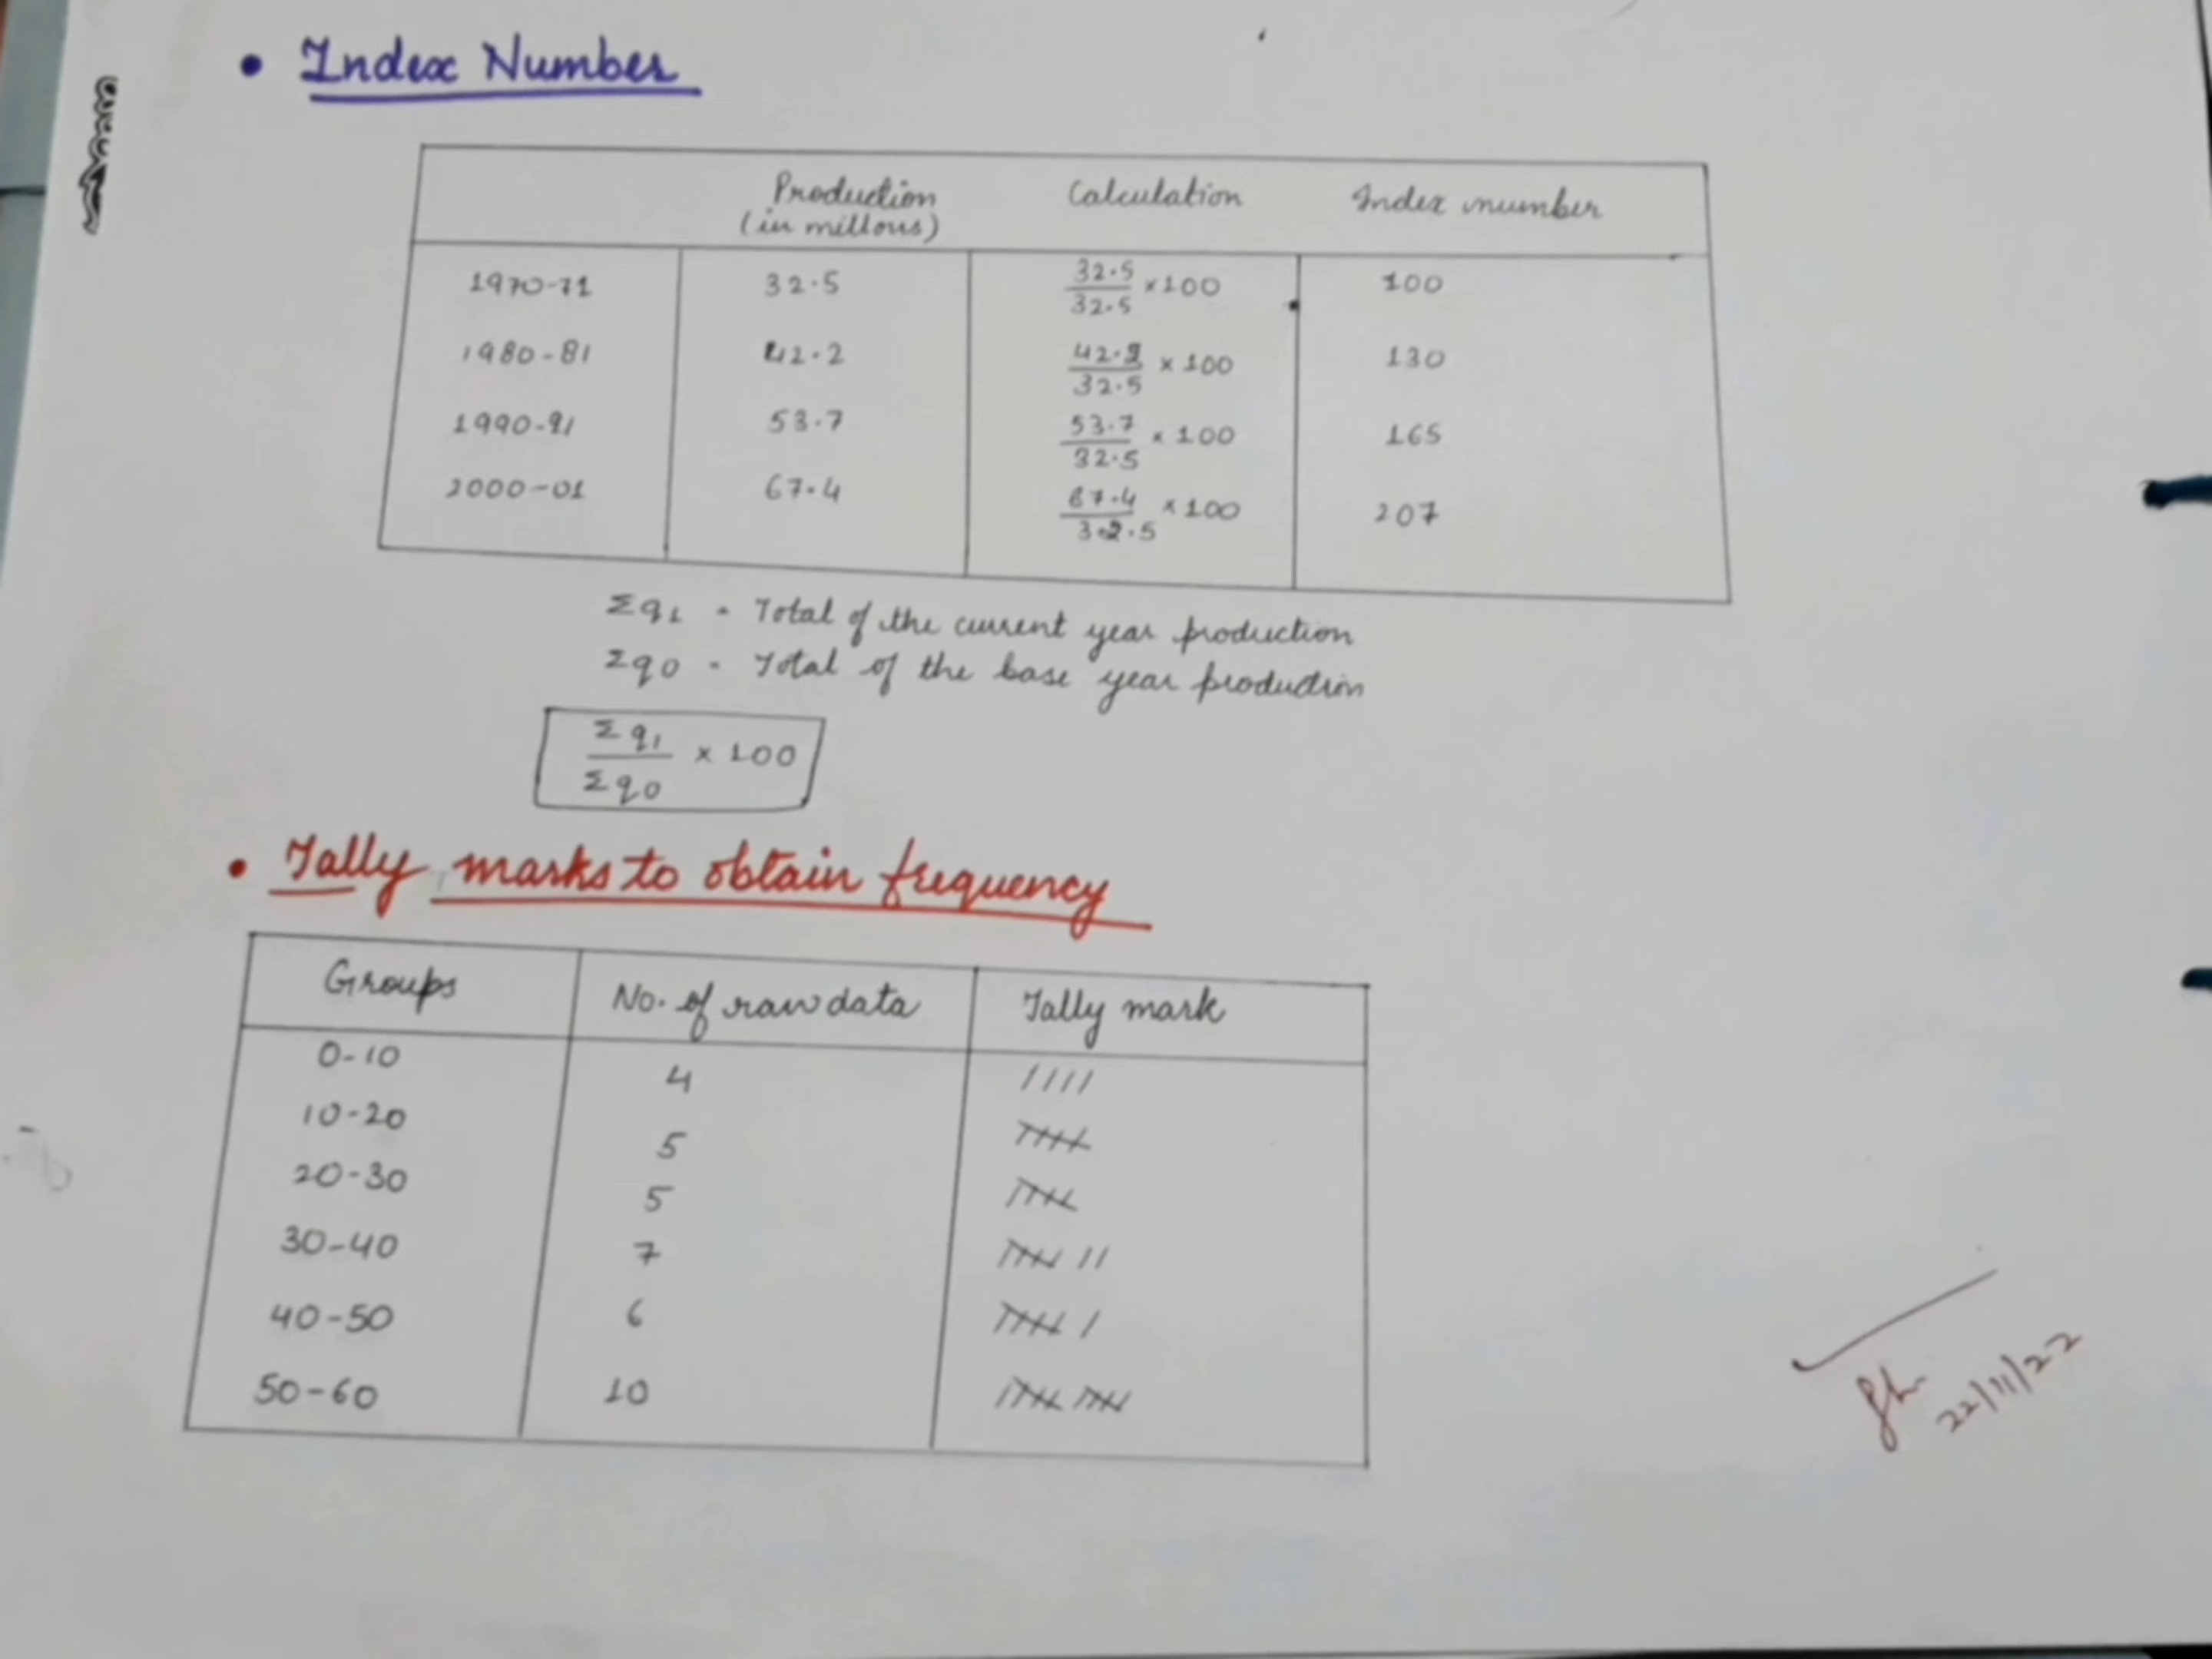 • Index Number
Production Calculation Index number
(in millons)
1970-71 32.5 32.5/32.5 ×100 100
1980-81 42.2 42.2/32.5 × 100 130
1990-91 53.7 53.7/32.5 × 100 165
2000-01 67.4 67.4/32.5 ×100 207
Σq1 = Total of the current year production
Σq0 = Total of the base year production
Σq1/Σq0 × 100
• Tally marks to obtain frequency
Groups No. of raw data Tally mark
0-10 4 ||||
10-20 5 𝍸
20-30 5 𝍸
30-40 7 𝍸 ||
40-50 6 𝍸 |
50-60 10 𝍸 𝍸
22/11/22